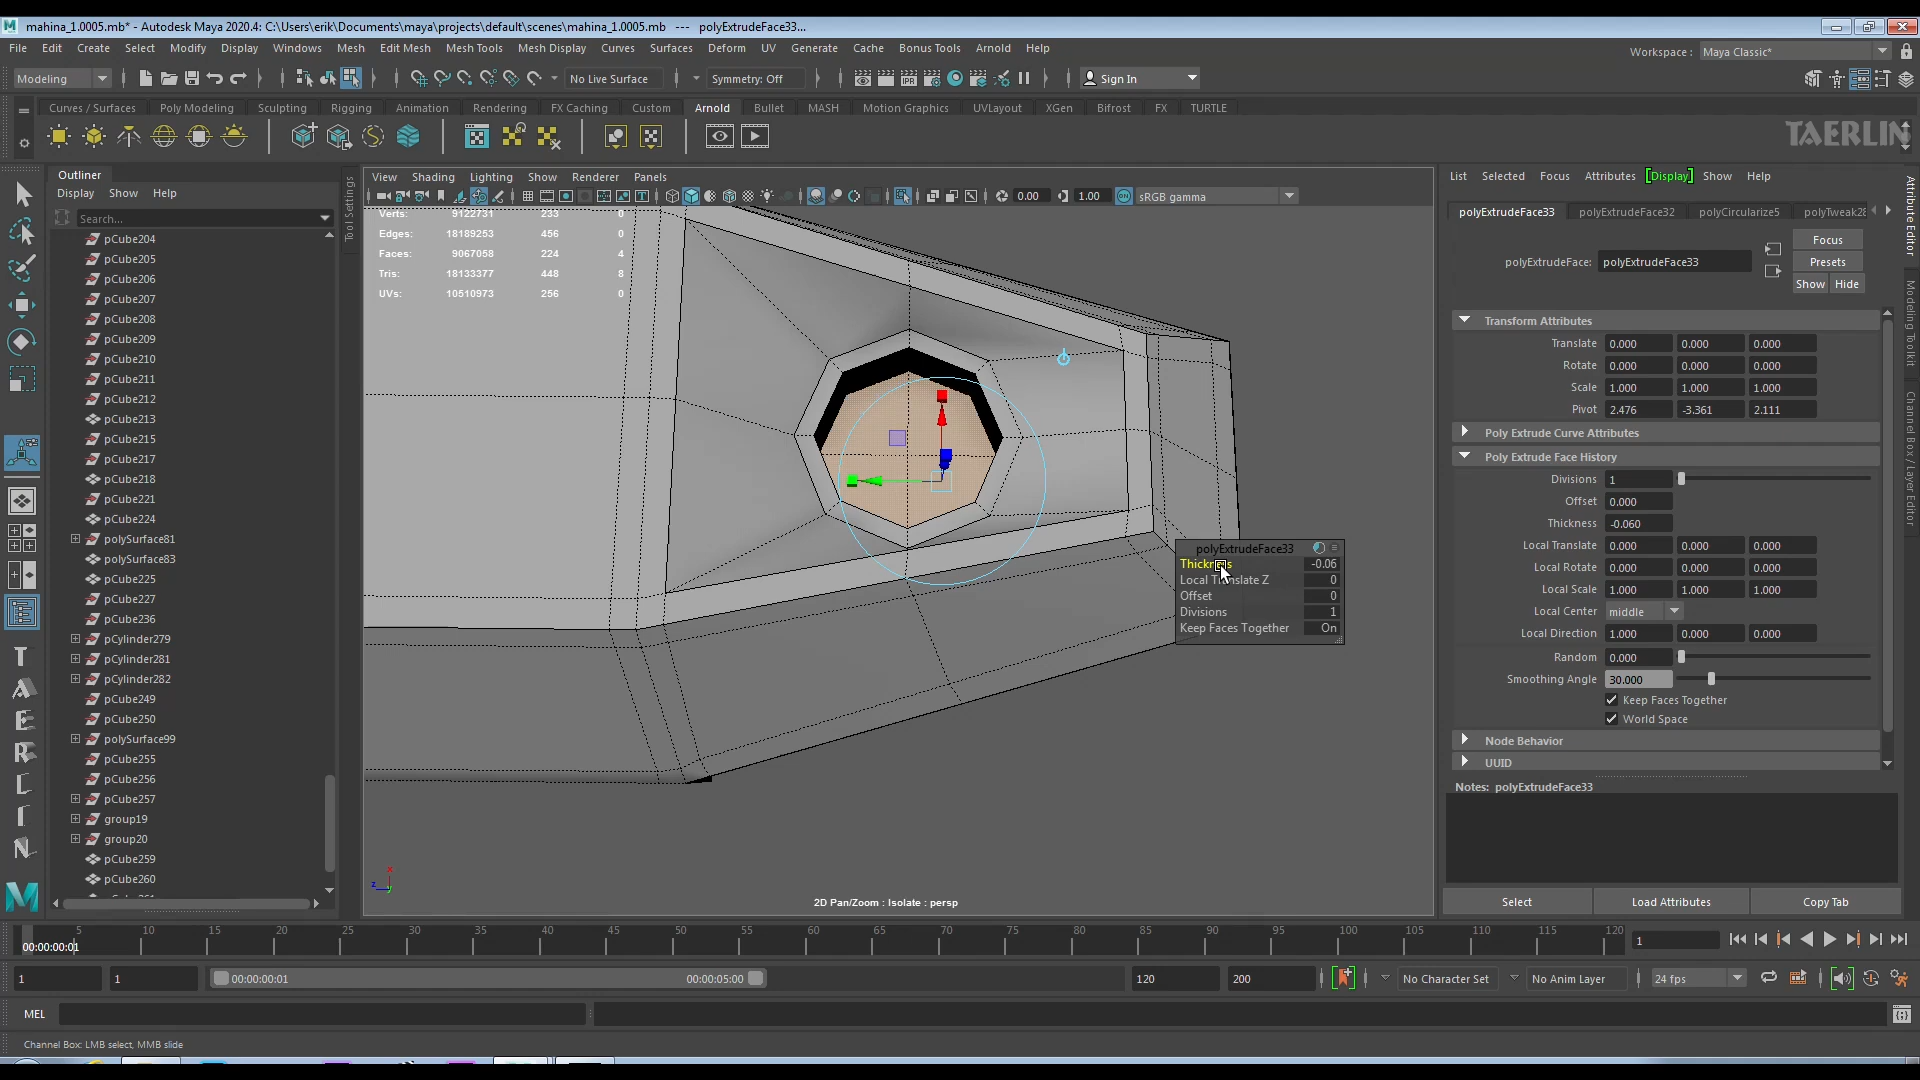 mahina_1.0005.mb* - Autodesk Maya 2020.4: C:\Users\erik\Documents\maya\projects\default\scenes\mahina_1.0005.mb --- polyExtrudeFace33...
File Edit Create Select Modify Display Windows Mesh Edit Mesh Mesh Tools Mesh Display Curves Surfaces Deform UV Generate Cache Bonus Tools Arnold Help
Workspace : Maya Classic*
Modeling No Live Surface Symmetry: Off Sign In
Curves / Surfaces Poly Modeling Sculpting Rigging Animation Rendering FX Caching Custom Arnold Bullet MASH Motion Graphics UVLayout XGen Bifrost FX TURTLE
TAERLIN
Outliner
Display Show Help
Search...
pCube204
pCube205
pCube206
pCube207
pCube208
pCube209
pCube210
pCube211
pCube212
pCube213
pCube215
pCube217
pCube218
pCube221
pCube224
polySurface81
polySurface83
pCube225
pCube227
pCube236
pCylinder279
pCylinder281
pCylinder282
pCube249
pCube250
polySurface99
pCube255
pCube256
pCube257
group19
group20
pCube259
pCube260
Tool Settings
View Shading Lighting Show Renderer Panels
0.00 1.00 sRGB gamma
Verts: 9122731 233 0
Edges: 18189253 456 0
Faces: 9067058 224 4
Tris: 18133377 448 8
UVs: 10510973 256 0
polyExtrudeFace33
Thickness -0.06
Local Translate Z 0
Offset 0
Divisions 1
Keep Faces Together On
x
z
y
2D Pan/Zoom : Isolate : persp
List Selected Focus Attributes [Display] Show Help
polyExtrudeFace33 polyExtrudeFace32 polyCircularize5 polyTweak28
polyExtrudeFace: polyExtrudeFace33
Focus
Presets
Show Hide
Transform Attributes
Translate 0.000 0.000 0.000
Rotate 0.000 0.000 0.000
Scale 1.000 1.000 1.000
Pivot 2.476 -3.361 2.111
Poly Extrude Curve Attributes
Poly Extrude Face History
Divisions 1
Offset 0.000
Thickness -0.060
Local Translate 0.000 0.000 0.000
Local Rotate 0.000 0.000 0.000
Local Scale 1.000 1.000 1.000
Local Center middle
Local Direction 1.000 0.000 0.000
Random 0.000
Smoothing Angle 30.000
Keep Faces Together
World Space
Node Behavior
UUID
Notes: polyExtrudeFace33
Select Load Attributes Copy Tab
Attribute Editor
Modeling Toolkit
Channel Box / Layer Editor
5 10 15 20 25 30 35 40 45 50 55 60 65 70 75 80 85 90 95 100 105 110 115 120
00:00:00:01
1
1 1 00:00:00:01 00:00:05:00 120 200 No Character Set No Anim Layer 24 fps
MEL
Channel Box: LMB select, MMB slide